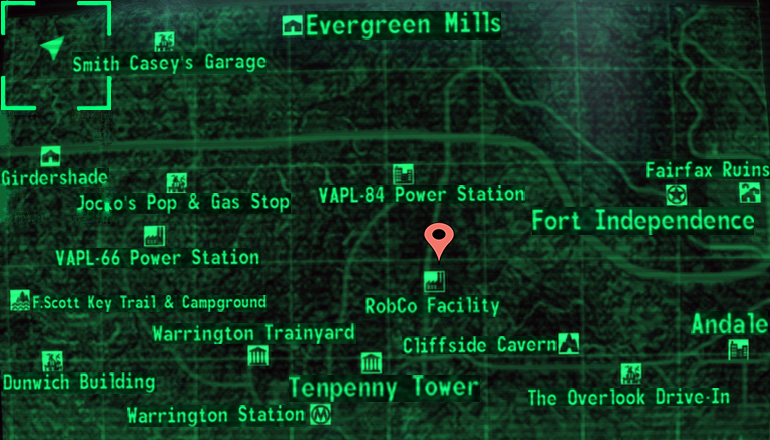 Evergreen Mills
Smith Casey's Garage
Fairfax Ruins
Girdershade
Jocko's Pop & Gas Stop
VAPL-84 Power Station
Fort Independence
VAPL-66 Power Station
F.Scott Key Trail & Campground
RobCo Facility
Warrington Trainyard
Andale
Cliffside Cavern
Dunwich Building
Tenpenny Tower
The Overlook Drive-In
Warrington Station